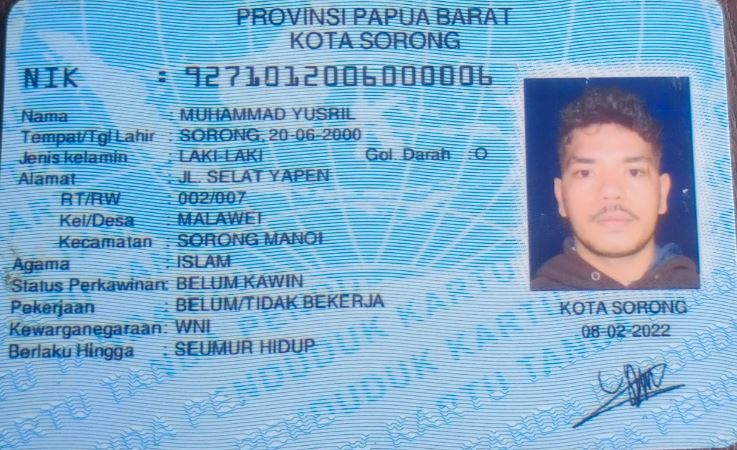 PROVINSI PAPUA BARAT
KOTA SORONG
NIK : 9271012006000006
Nama : MUHAMMAD YUSRIL
Tempat/Tgl Lahir : SORONG, 20-06-2000
Jenis kelamin : LAKI-LAKI Gol. Darah : O
Alamat : JL. SELAT YAPEN
RT/RW : 002/007
Kel/Desa : MALAWEI
Kecamatan : SORONG MANOI
Agama : ISLAM
Status Perkawinan: BELUM KAWIN
Pekerjaan : BELUM/TIDAK BEKERJA
Kewarganegaraan: WNI
Berlaku Hingga : SEUMUR HIDUP
KOTA SORONG
08-02-2022